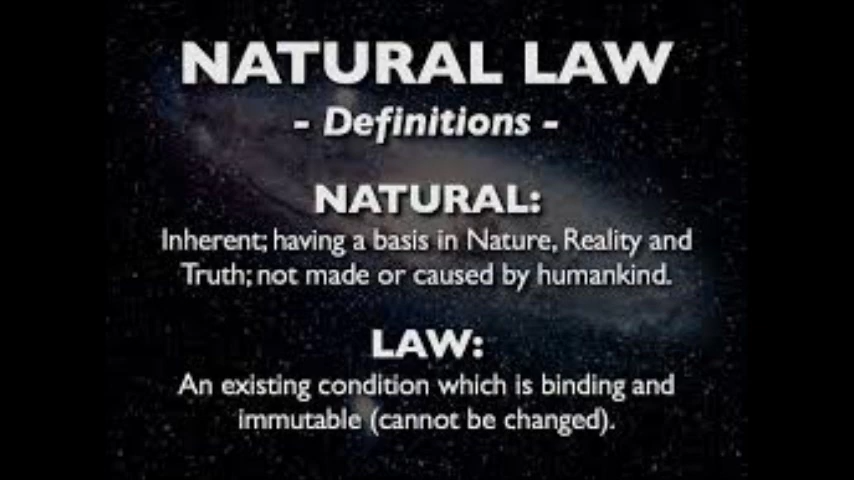 NATURAL LAW
- Definitions -
NATURAL:
Inherent; having a basis in Nature, Reality and
Truth; not made or caused by humankind.
LAW:
An existing condition which is binding and
immutable (cannot be changed).